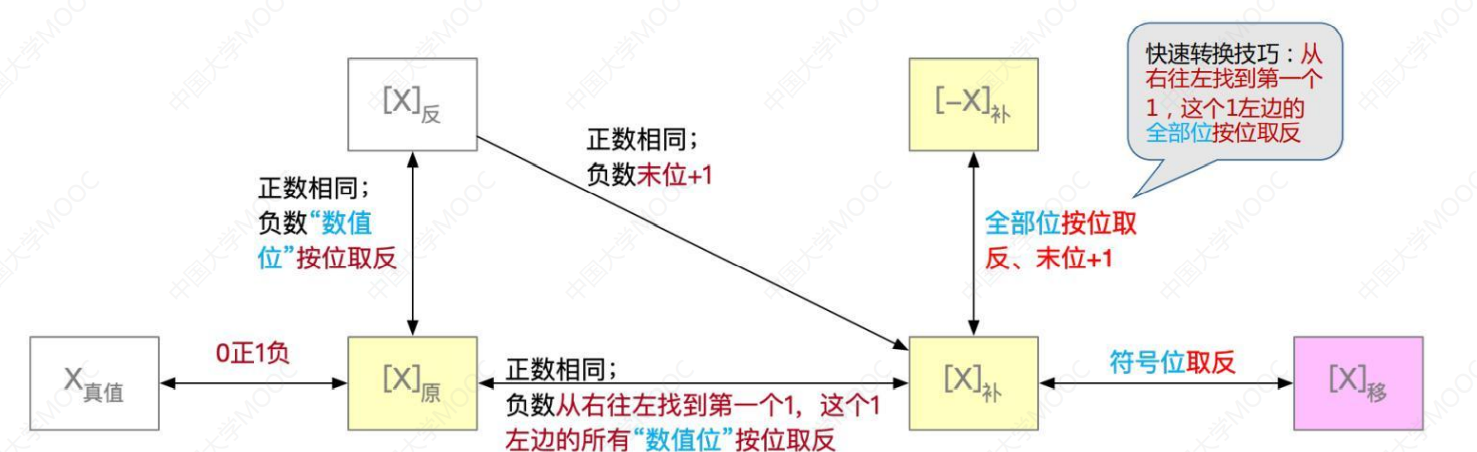 快速转换技巧：从
右往左找到第一个
1，这个1左边的
全部位按位取反
[X]反
[-X]补
正数相同；
负数末位+1
正数相同；
负数“数值
位”按位取反
全部位按位取
反、末位+1
X真值
0正1负
[X]原
正数相同；
负数从右往左找到第一个1，这个1
左边的所有“数值位”按位取反
[X]补
符号位取反
[X]移
中国大学MOOC